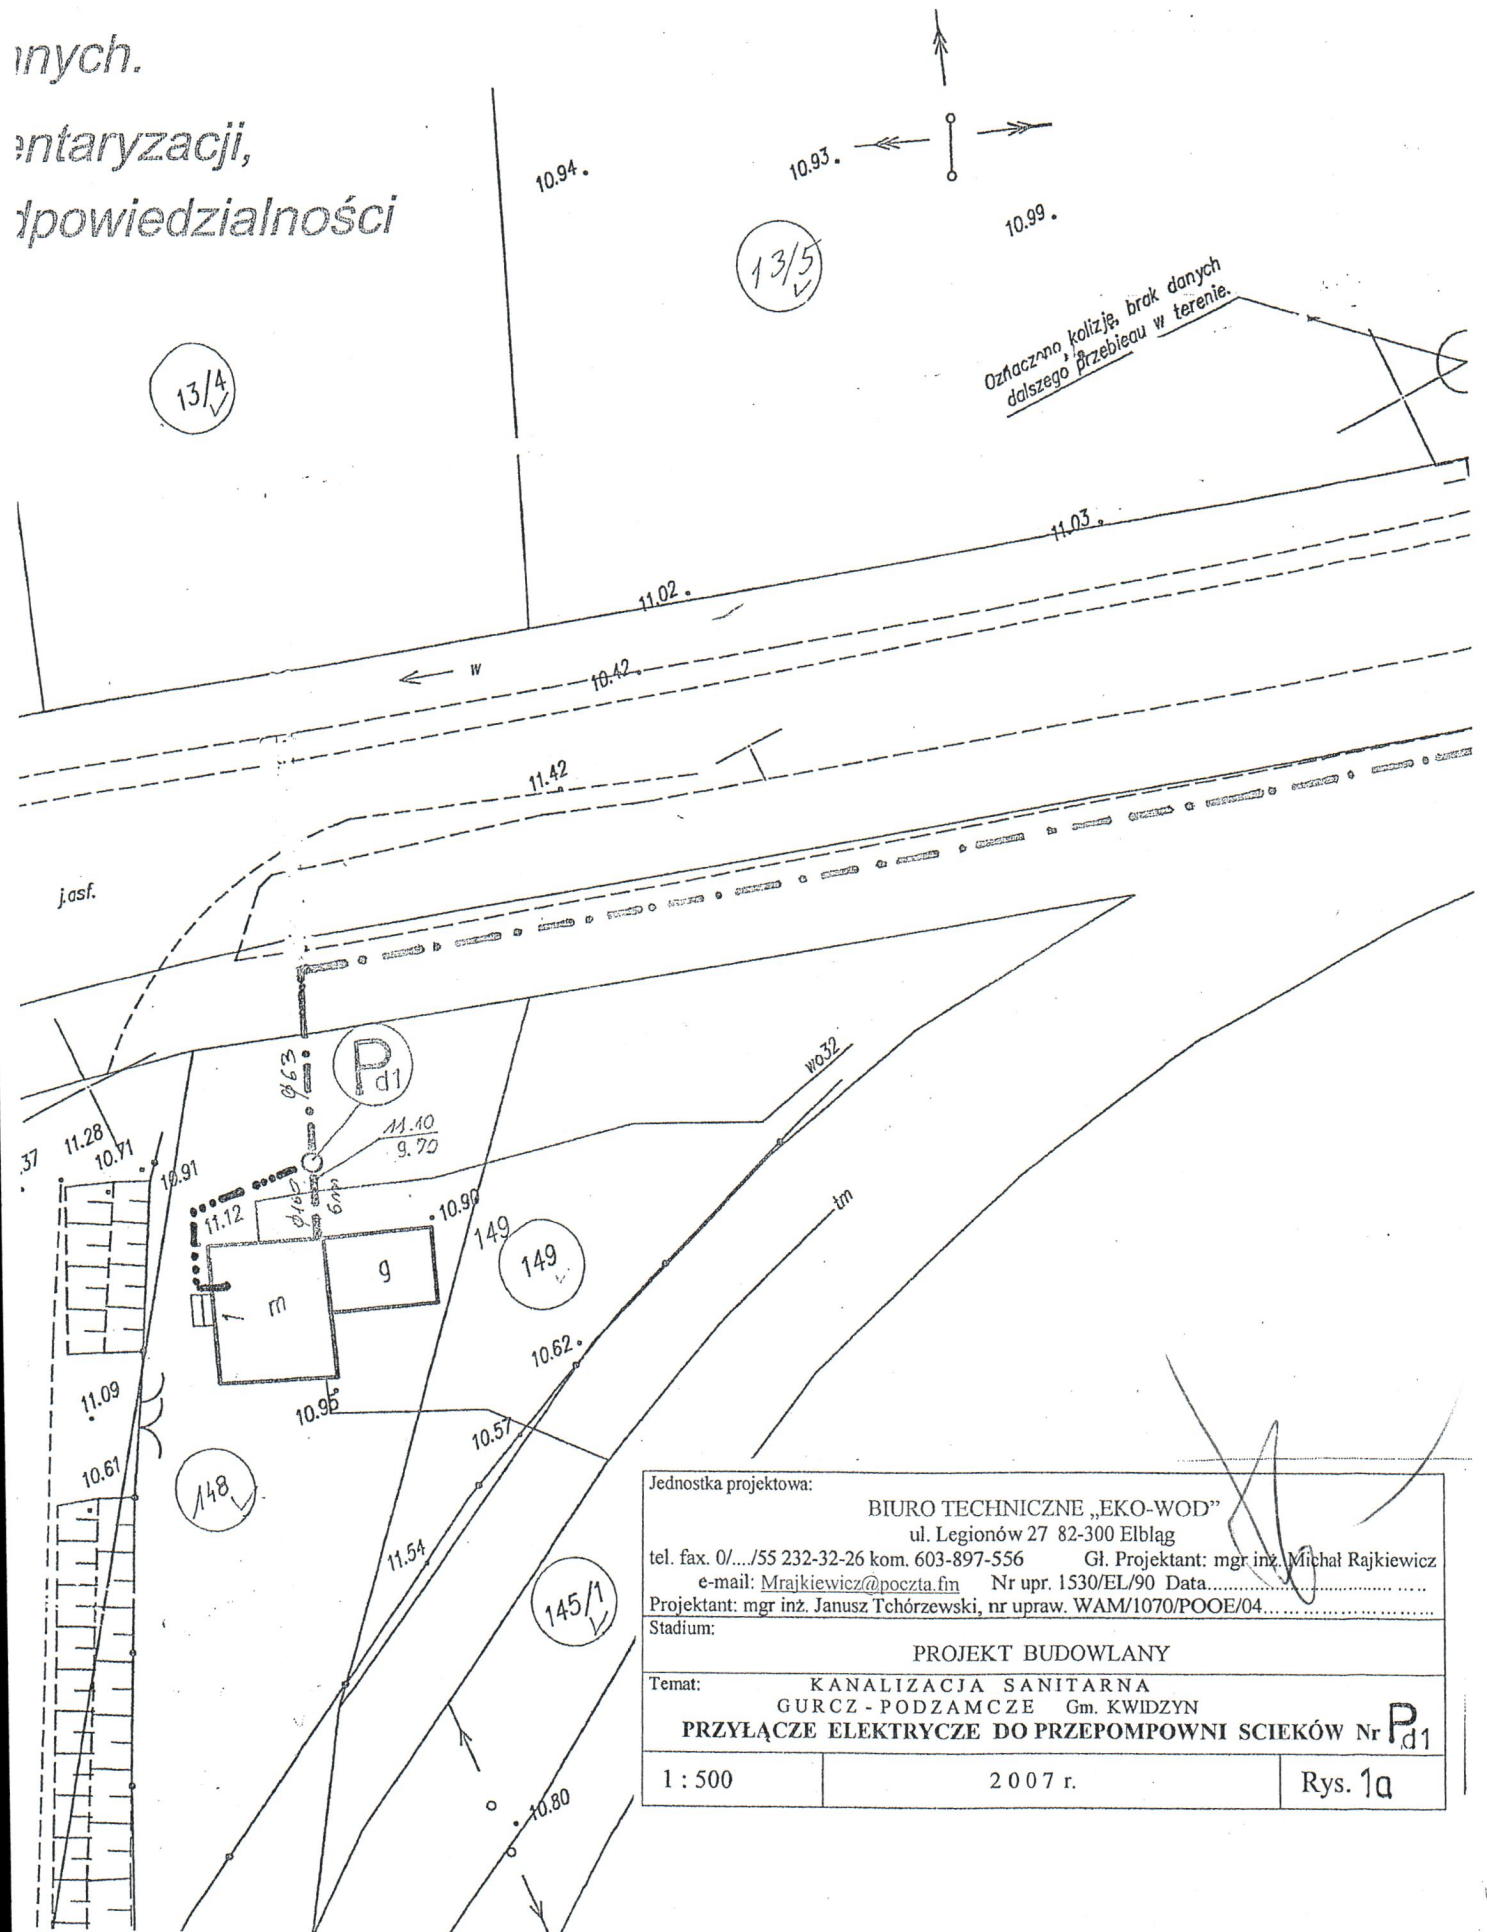 nych.
entaryzacji,
dpowiedzialności
10.94
10.93
10.99
13/5
13/4
Oznaczono kolizję, brak danych
dalszego przebiegu w terenie.
11.03
11.02
w
10.42
11.42
j.asf.
ϕ63
Pd1
wo32
11.10
9.70
11.28
10.71
.37
10.91
11.12
ϕ160
6m
10.90
149
149
tm
g
m
1
10.62
11.09
10.95
10.57
10.61
148
11.54
145/1
10.80
Jednostka projektowa:
BIURO TECHNICZNE „EKO-WOD”
ul. Legionów 27 82-300 Elbląg
tel. fax. 0/..../55 232-32-26 kom. 603-897-556 Gł. Projektant: mgr inż. Michał Rajkiewicz
e-mail: Mrajkiewicz@poczta.fm Nr upr. 1530/EL/90 Data..............................
Projektant: mgr inż. Janusz Tchórzewski, nr upraw. WAM/1070/POOE/04..............................
Stadium:
PROJEKT BUDOWLANY
Temat: KANALIZACJA SANITARNA
GURCZ - PODZAMCZE Gm. KWIDZYN
PRZYŁĄCZE ELEKTRYCZE DO PRZEPOMPOWNI SCIEKÓW Nr Pd1
1 : 500
2007 r.
Rys. 1a